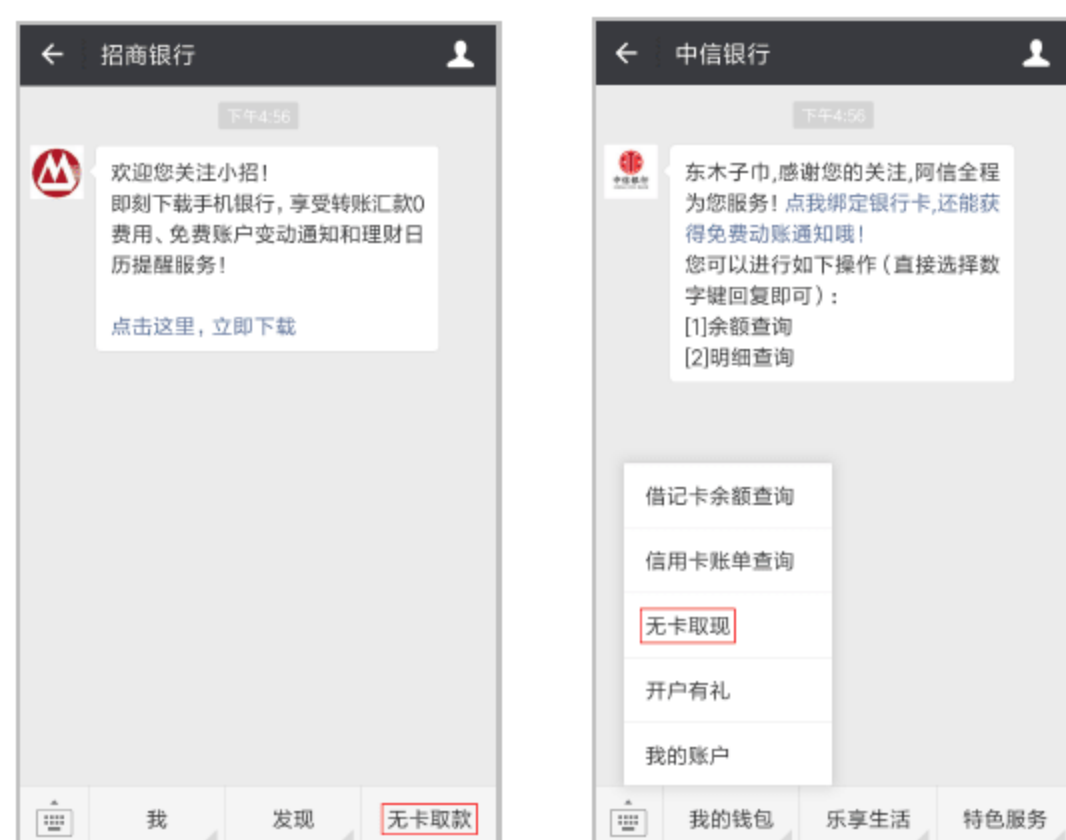 招商银行
下午4:56
欢迎您关注小招！
即刻下载手机银行，享受转账汇款0
费用、免费账户变动通知和理财日
历提醒服务！
点击这里，立即下载
我
发现
无卡取款
中信银行
下午4:56
中信银行
东木子巾,感谢您的关注,阿信全程
为您服务！点我绑定银行卡,还能获
得免费动账通知哦！
您可以进行如下操作（直接选择数
字键回复即可）：
[1]余额查询
[2]明细查询
借记卡余额查询
信用卡账单查询
无卡取现
开户有礼
我的账户
我的钱包
乐享生活
特色服务